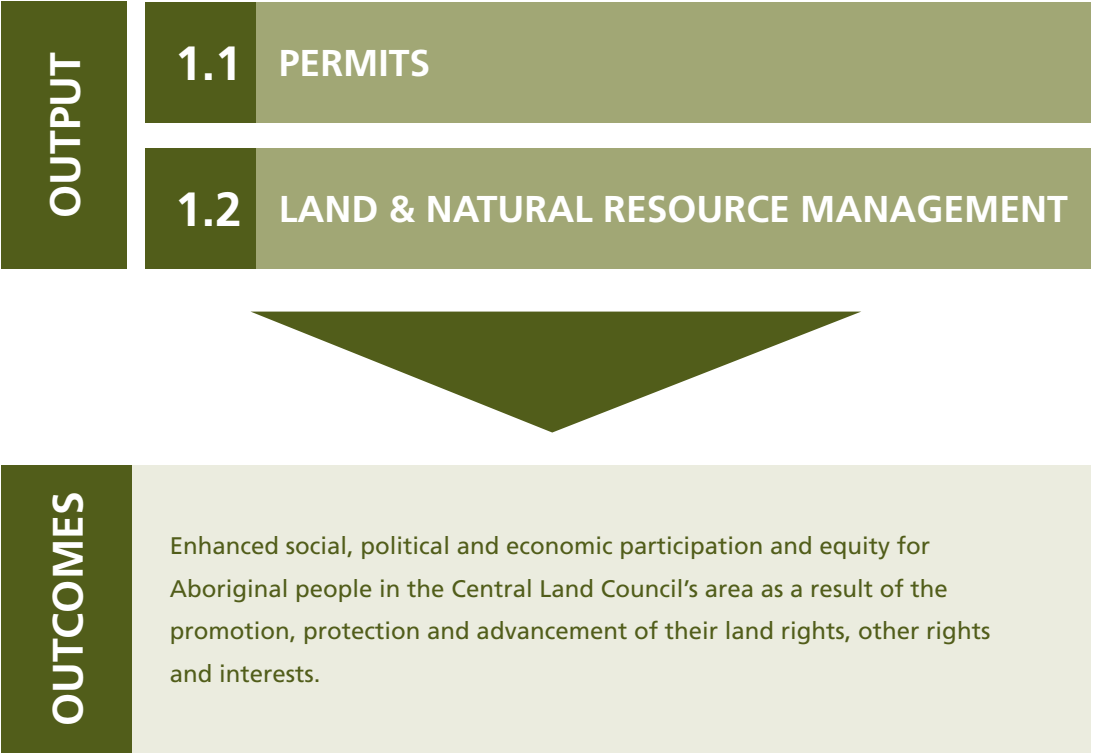 OUTPUT
1.1 PERMITS
1.2 LAND & NATURAL RESOURCE MANAGEMENT
OUTCOMES
Enhanced social, political and economic participation and equity for
Aboriginal people in the Central Land Council’s area as a result of the
promotion, protection and advancement of their land rights, other rights
and interests.